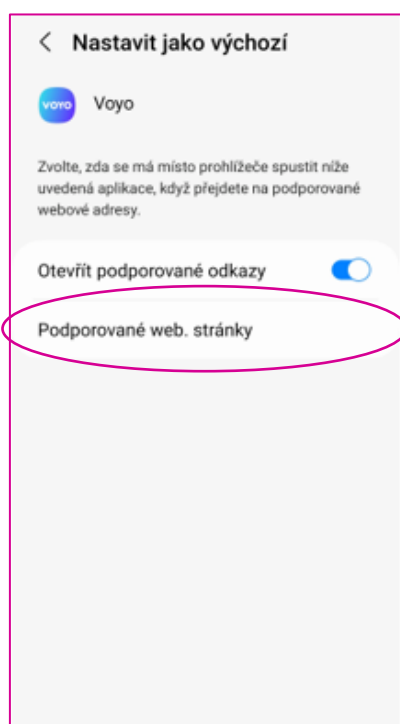 Nastavit jako výchozí
voyo
Voyo
Zvolte, zda se má místo prohlížeče spustit níže
uvedená aplikace, když přejdete na podporované
webové adresy.
Otevřít podporované odkazy
Podporované web. stránky